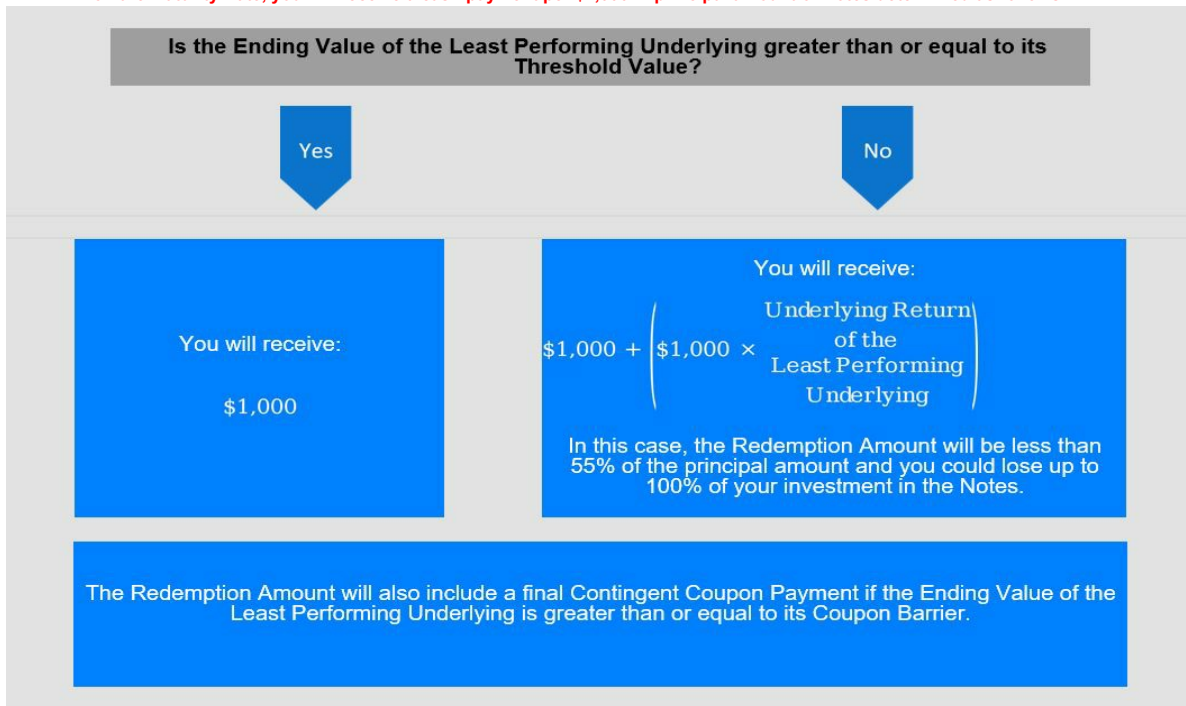 Is the Ending Value of the Least Performing Underlying greater than or equal to its
Threshold Value?
Yes
No
You will receive:
$1,000
You will receive:
$1,000 + ($1,000 × Underlying Return
of the
Least Performing
Underlying)
In this case, the Redemption Amount will be less than
55% of the principal amount and you could lose up to
100% of your investment in the Notes.
The Redemption Amount will also include a final Contingent Coupon Payment if the Ending Value of the
Least Performing Underlying is greater than or equal to its Coupon Barrier.